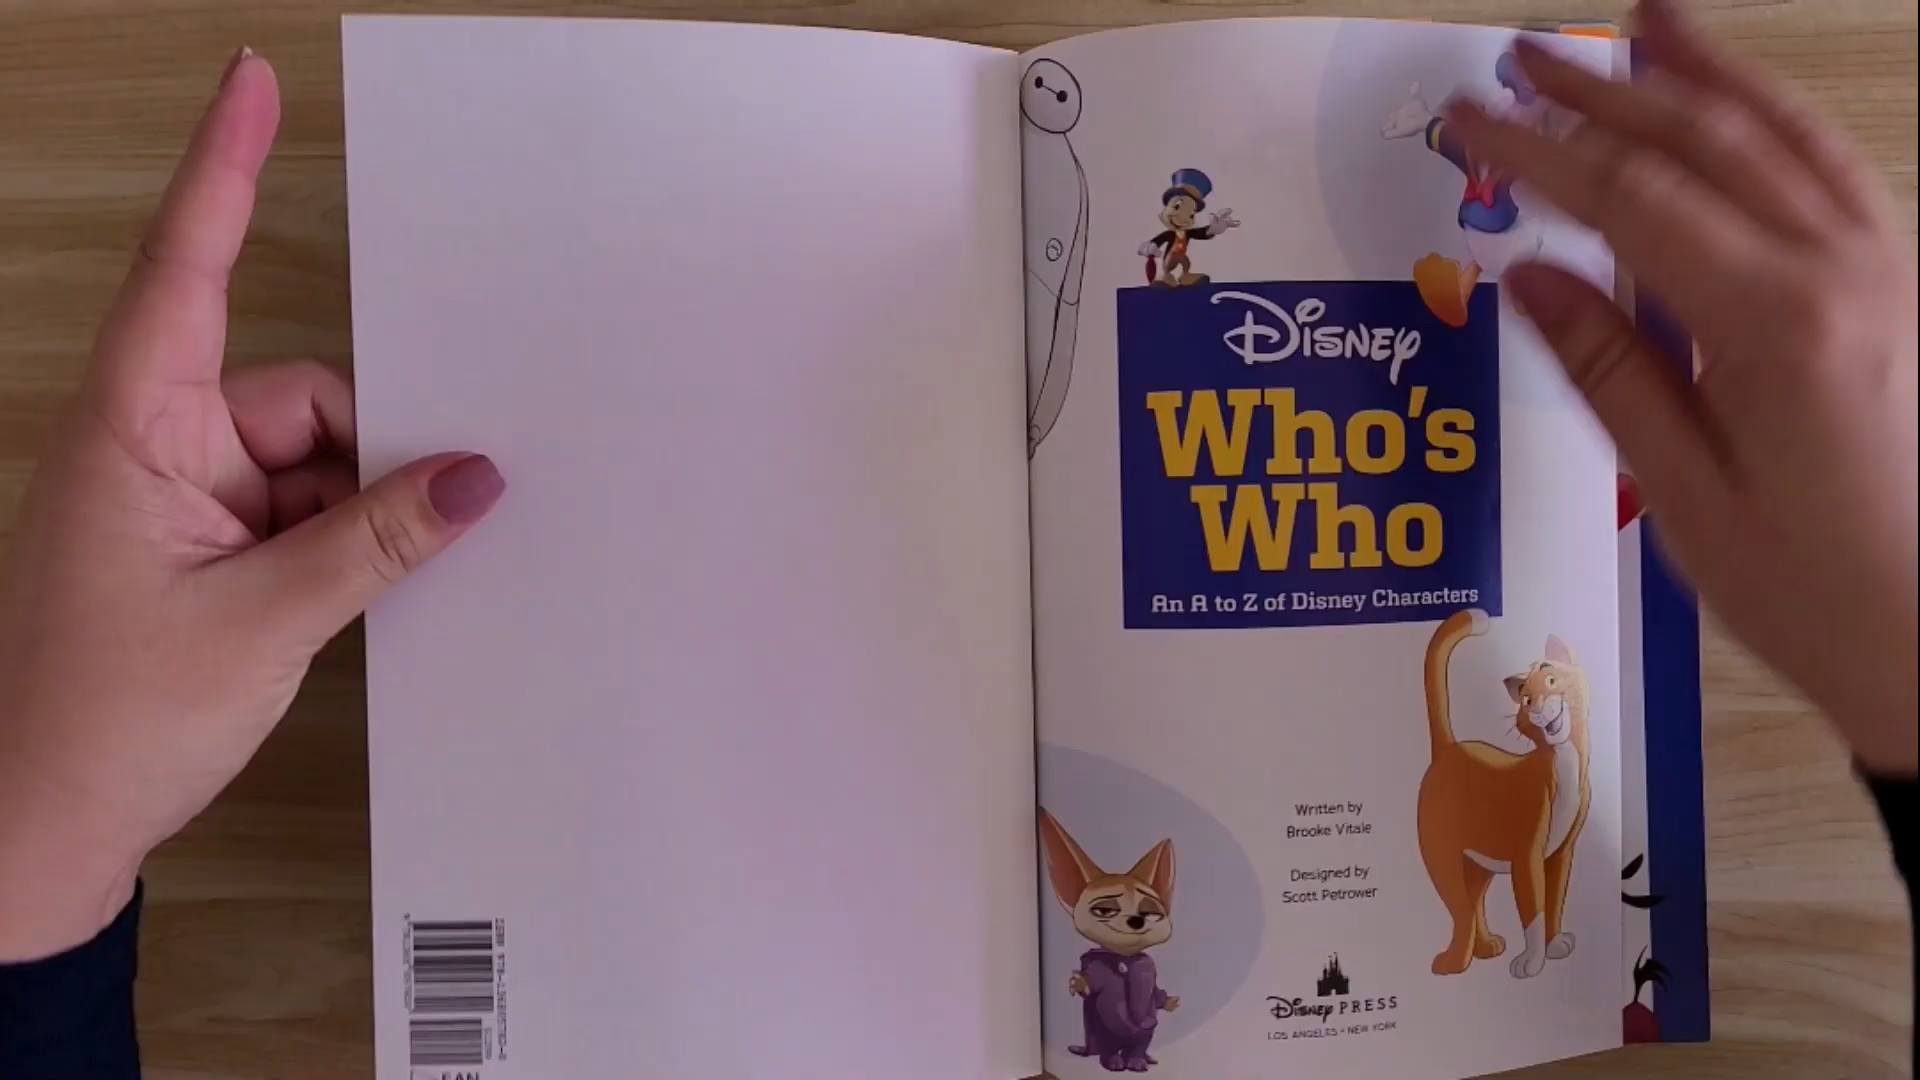 Disney
Who's
Who
An A to Z of Disney Characters
Written by
Brooke Vitale
Designed by
Scott Petrower
Disney PRESS
LOS ANGELES • NEW YORK
EAN